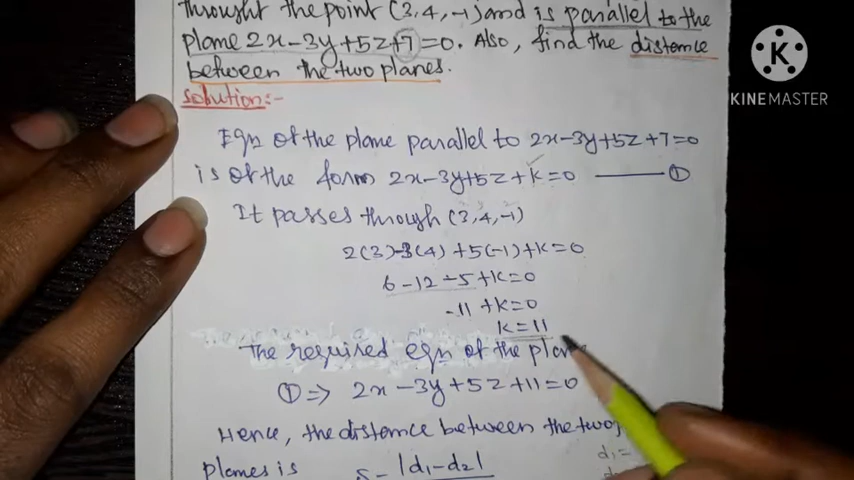 throught the point (3,4,-1) and is parallel to the
plane 2x-3y+5z+7=0. Also, find the distance
between the two planes.
Solution:-
Eqn of the plane parallel to 2x-3y+5z+7=0
is of the form 2x-3y+5z+k=0 ——— ①
It passes through (3,4,-1)
2(3)-3(4)+5(-1)+k=0
6-12-5+k=0
-11+k=0
k=11
The required eqn of the plane
① ⇒ 2x-3y+5z+11=0
Hence, the distance between the two
planes is δ = |d₁-d₂|
d₁=
K
KINEMASTER